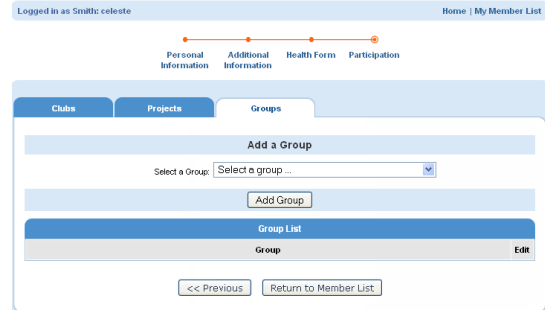 Logged in as Smith: celeste
Home | My Member List
Personal Information
Additional Information
Health Form
Participation
Clubs
Projects
Groups
Add a Group
Select a Group: Select a group ...
Add Group
Group List
Group Edit
<< Previous
Return to Member List